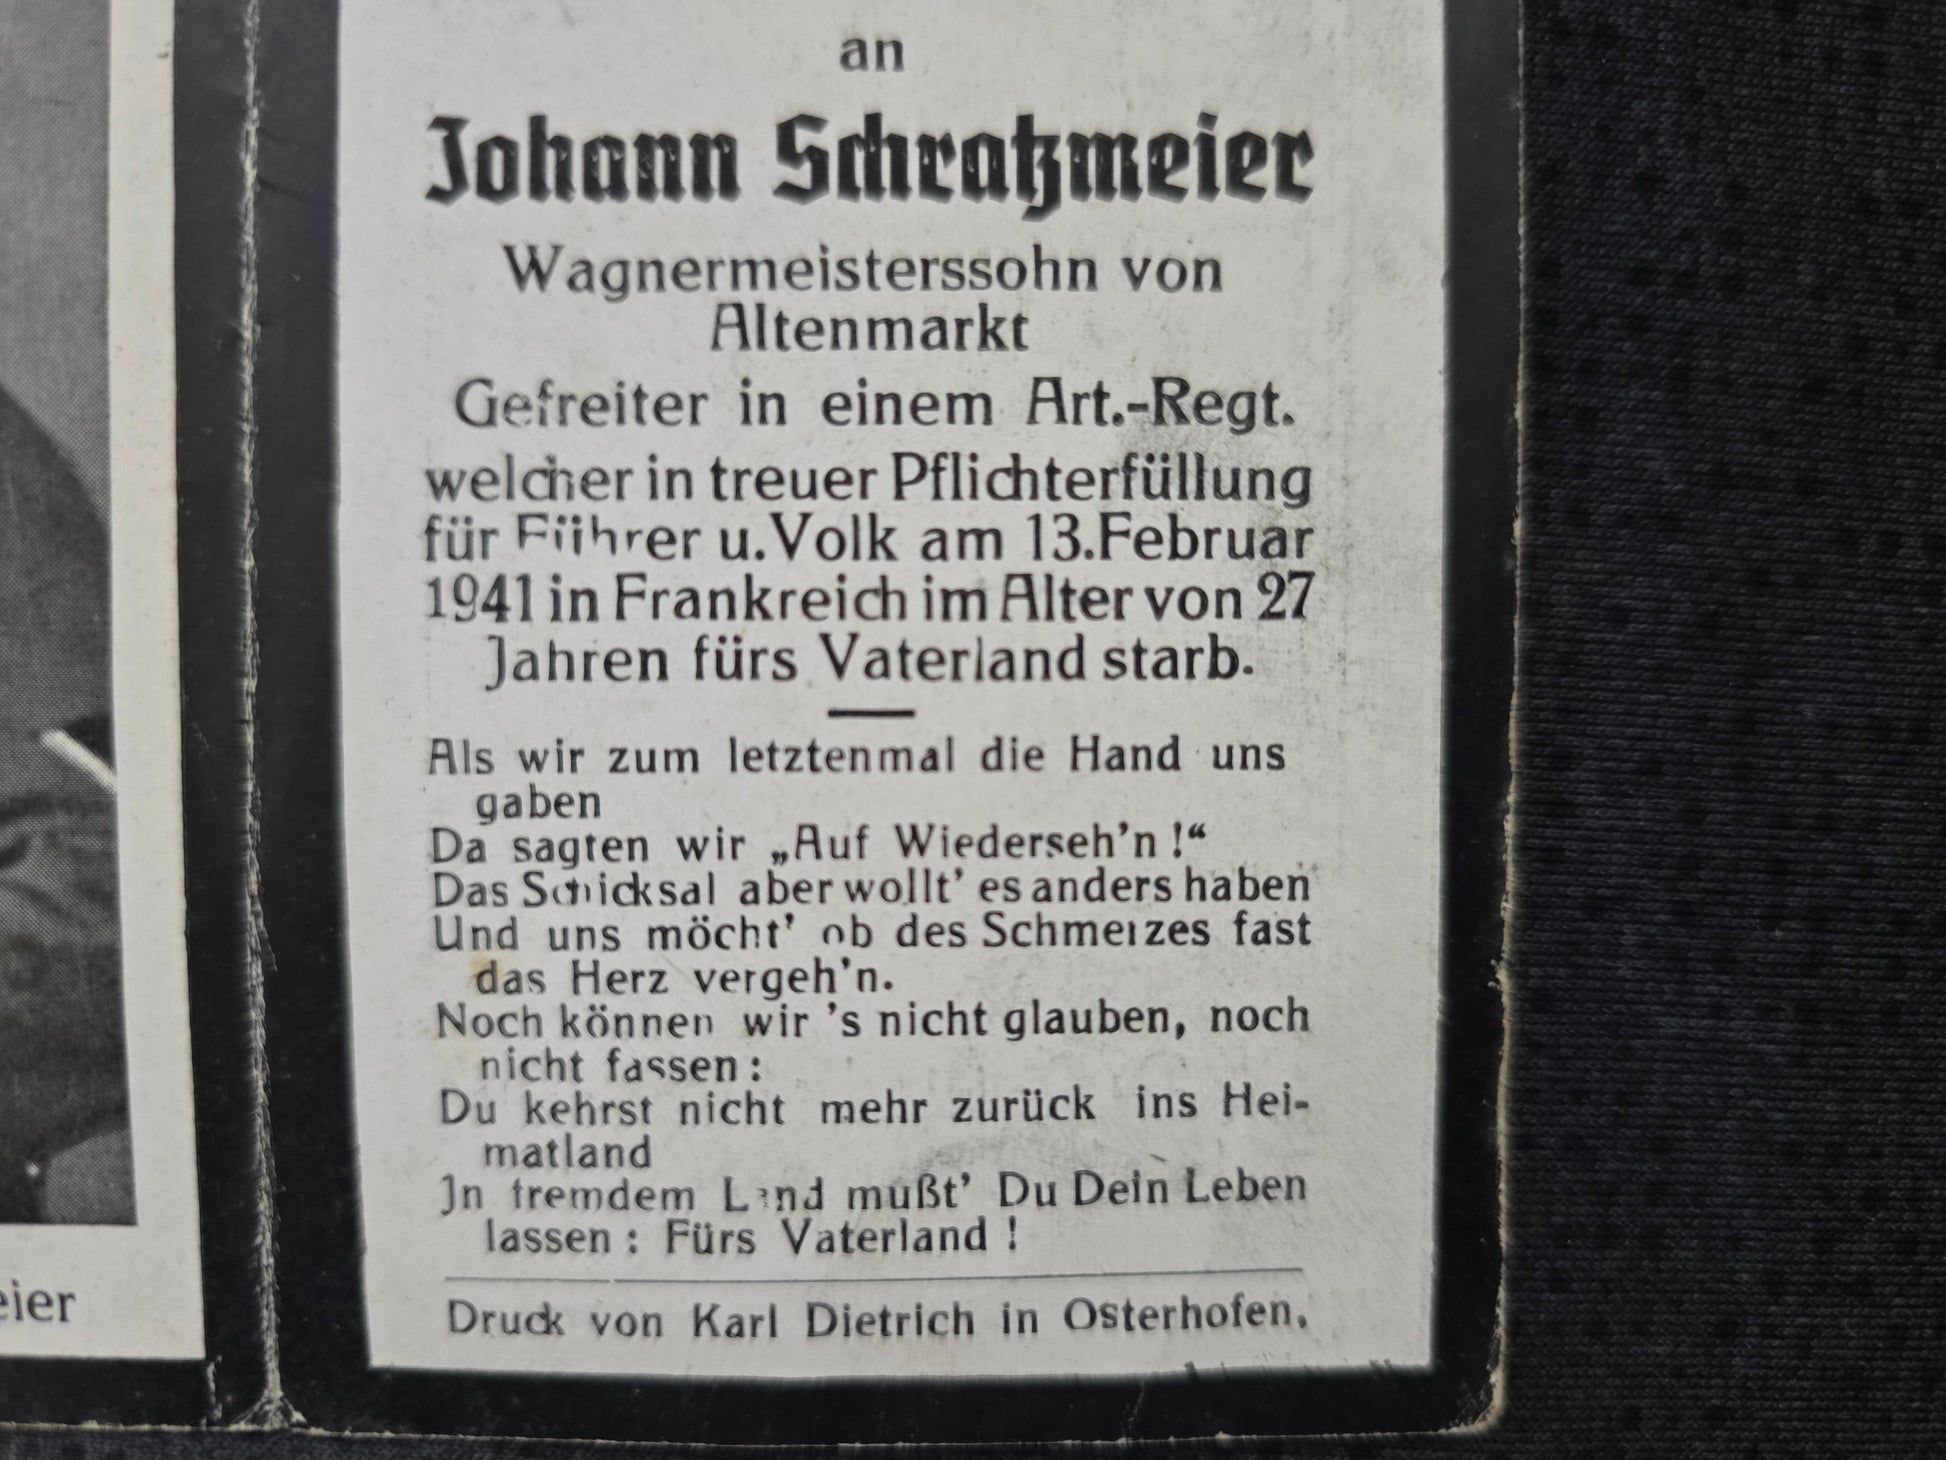 an
Johann Schratzmeier
Wagnermeisterssohn von
Altenmarkt
Gefreiter in einem Art.-Regt.
welcher in treuer Pflichterfüllung
für Führer u. Volk am 13. Februar
1941 in Frankreich im Alter von 27
Jahren fürs Vaterland starb.
Als wir zum letztenmal die Hand uns
gaben
Da sagten wir „Auf Wiederseh'n!“
Das Schicksal aber wollt' es anders haben
Und uns möcht' ob des Schmerzes fast
das Herz vergeh'n.
Noch können wir 's nicht glauben, noch
nicht fassen:
Du kehrst nicht mehr zurück ins Hei-
matland
Jn fremdem Land mußt' Du Dein Leben
lassen: Fürs Vaterland!
Druck von Karl Dietrich in Osterhofen.
eier